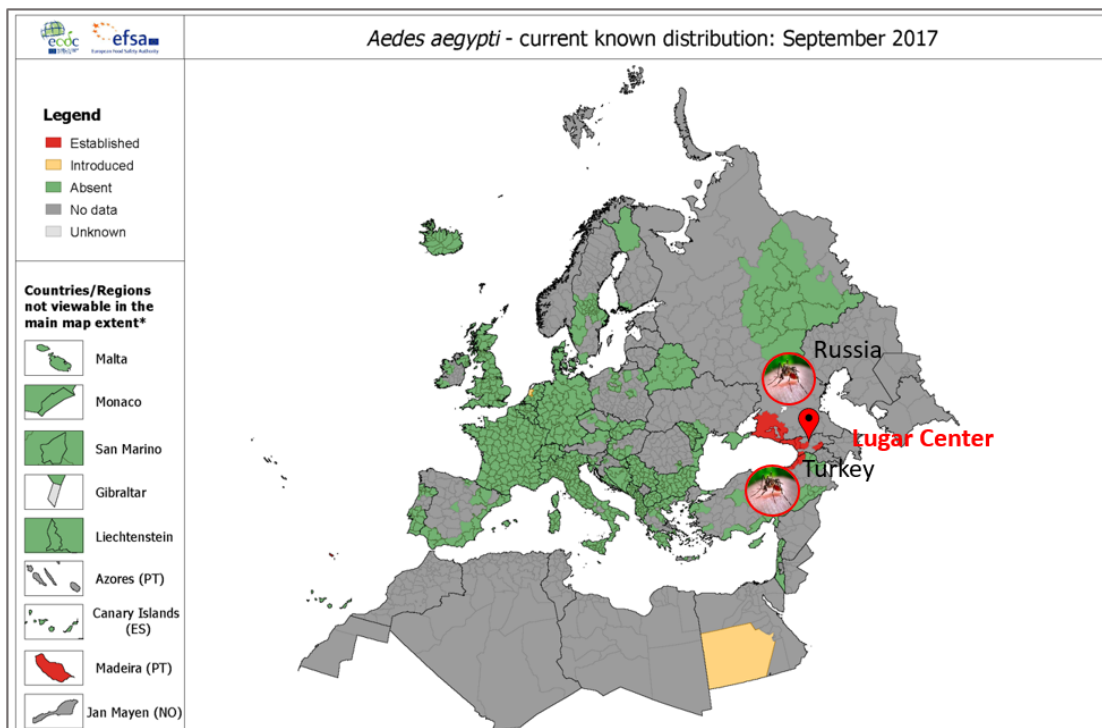 ecdc
efsa
European Food Safety Authority
Aedes aegypti - current known distribution: September 2017
Legend
Established
Introduced
Absent
No data
Unknown
Countries/Regions
not viewable in the
main map extent*
Malta
Monaco
San Marino
Gibraltar
Liechtenstein
Azores (PT)
Canary Islands
(ES)
Madeira (PT)
Jan Mayen (NO)
Russia
Lugar Center
Turkey